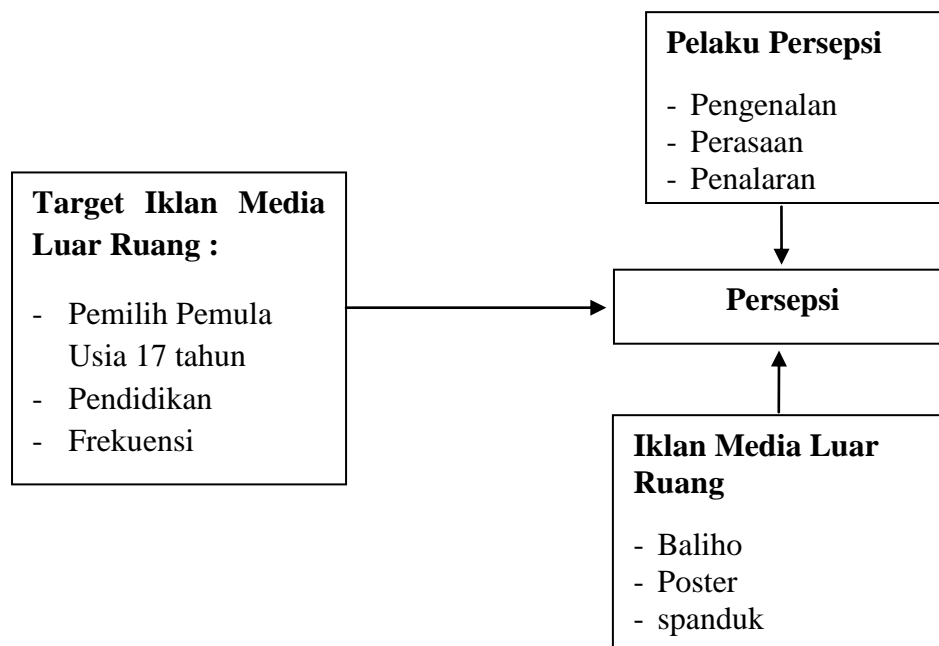 Pelaku Persepsi
- Pengenalan
- Perasaan
- Penalaran
Target Iklan Media
Luar Ruang :
- Pemilih Pemula
Usia 17 tahun
- Pendidikan
- Frekuensi
Persepsi
Iklan Media Luar
Ruang
- Baliho
- Poster
- spanduk